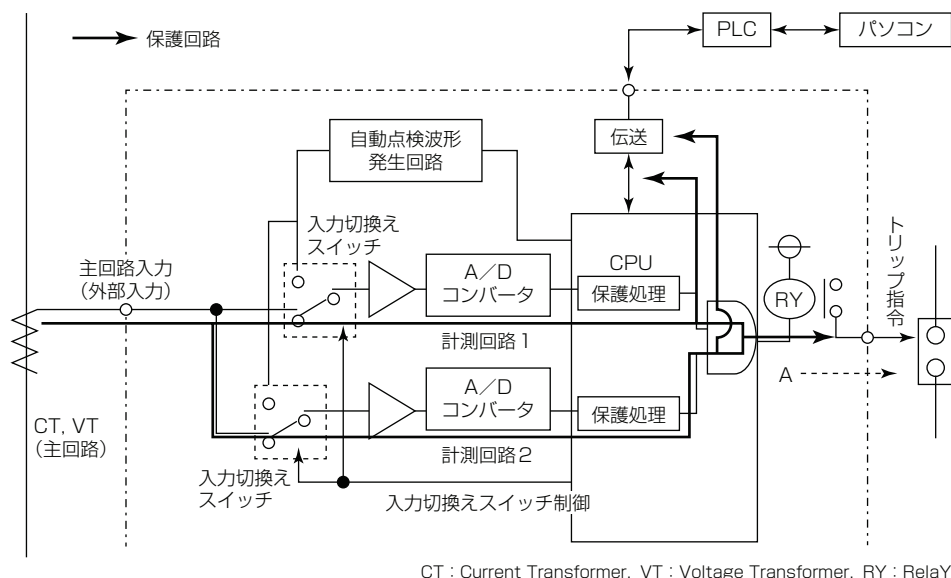 保護回路
PLC
パソコン
伝送
自動点検波形
発生回路
入力切換え
スイッチ
主回路入力
（外部入力）
A／D
コンバータ
CPU
保護処理
RY
トリップ指令
計測回路1
A
A／D
コンバータ
保護処理
CT, VT
（主回路）
計測回路2
入力切換え
スイッチ
入力切換えスイッチ制御
CT：Current Transformer, VT：Voltage Transformer, RY：RelaY